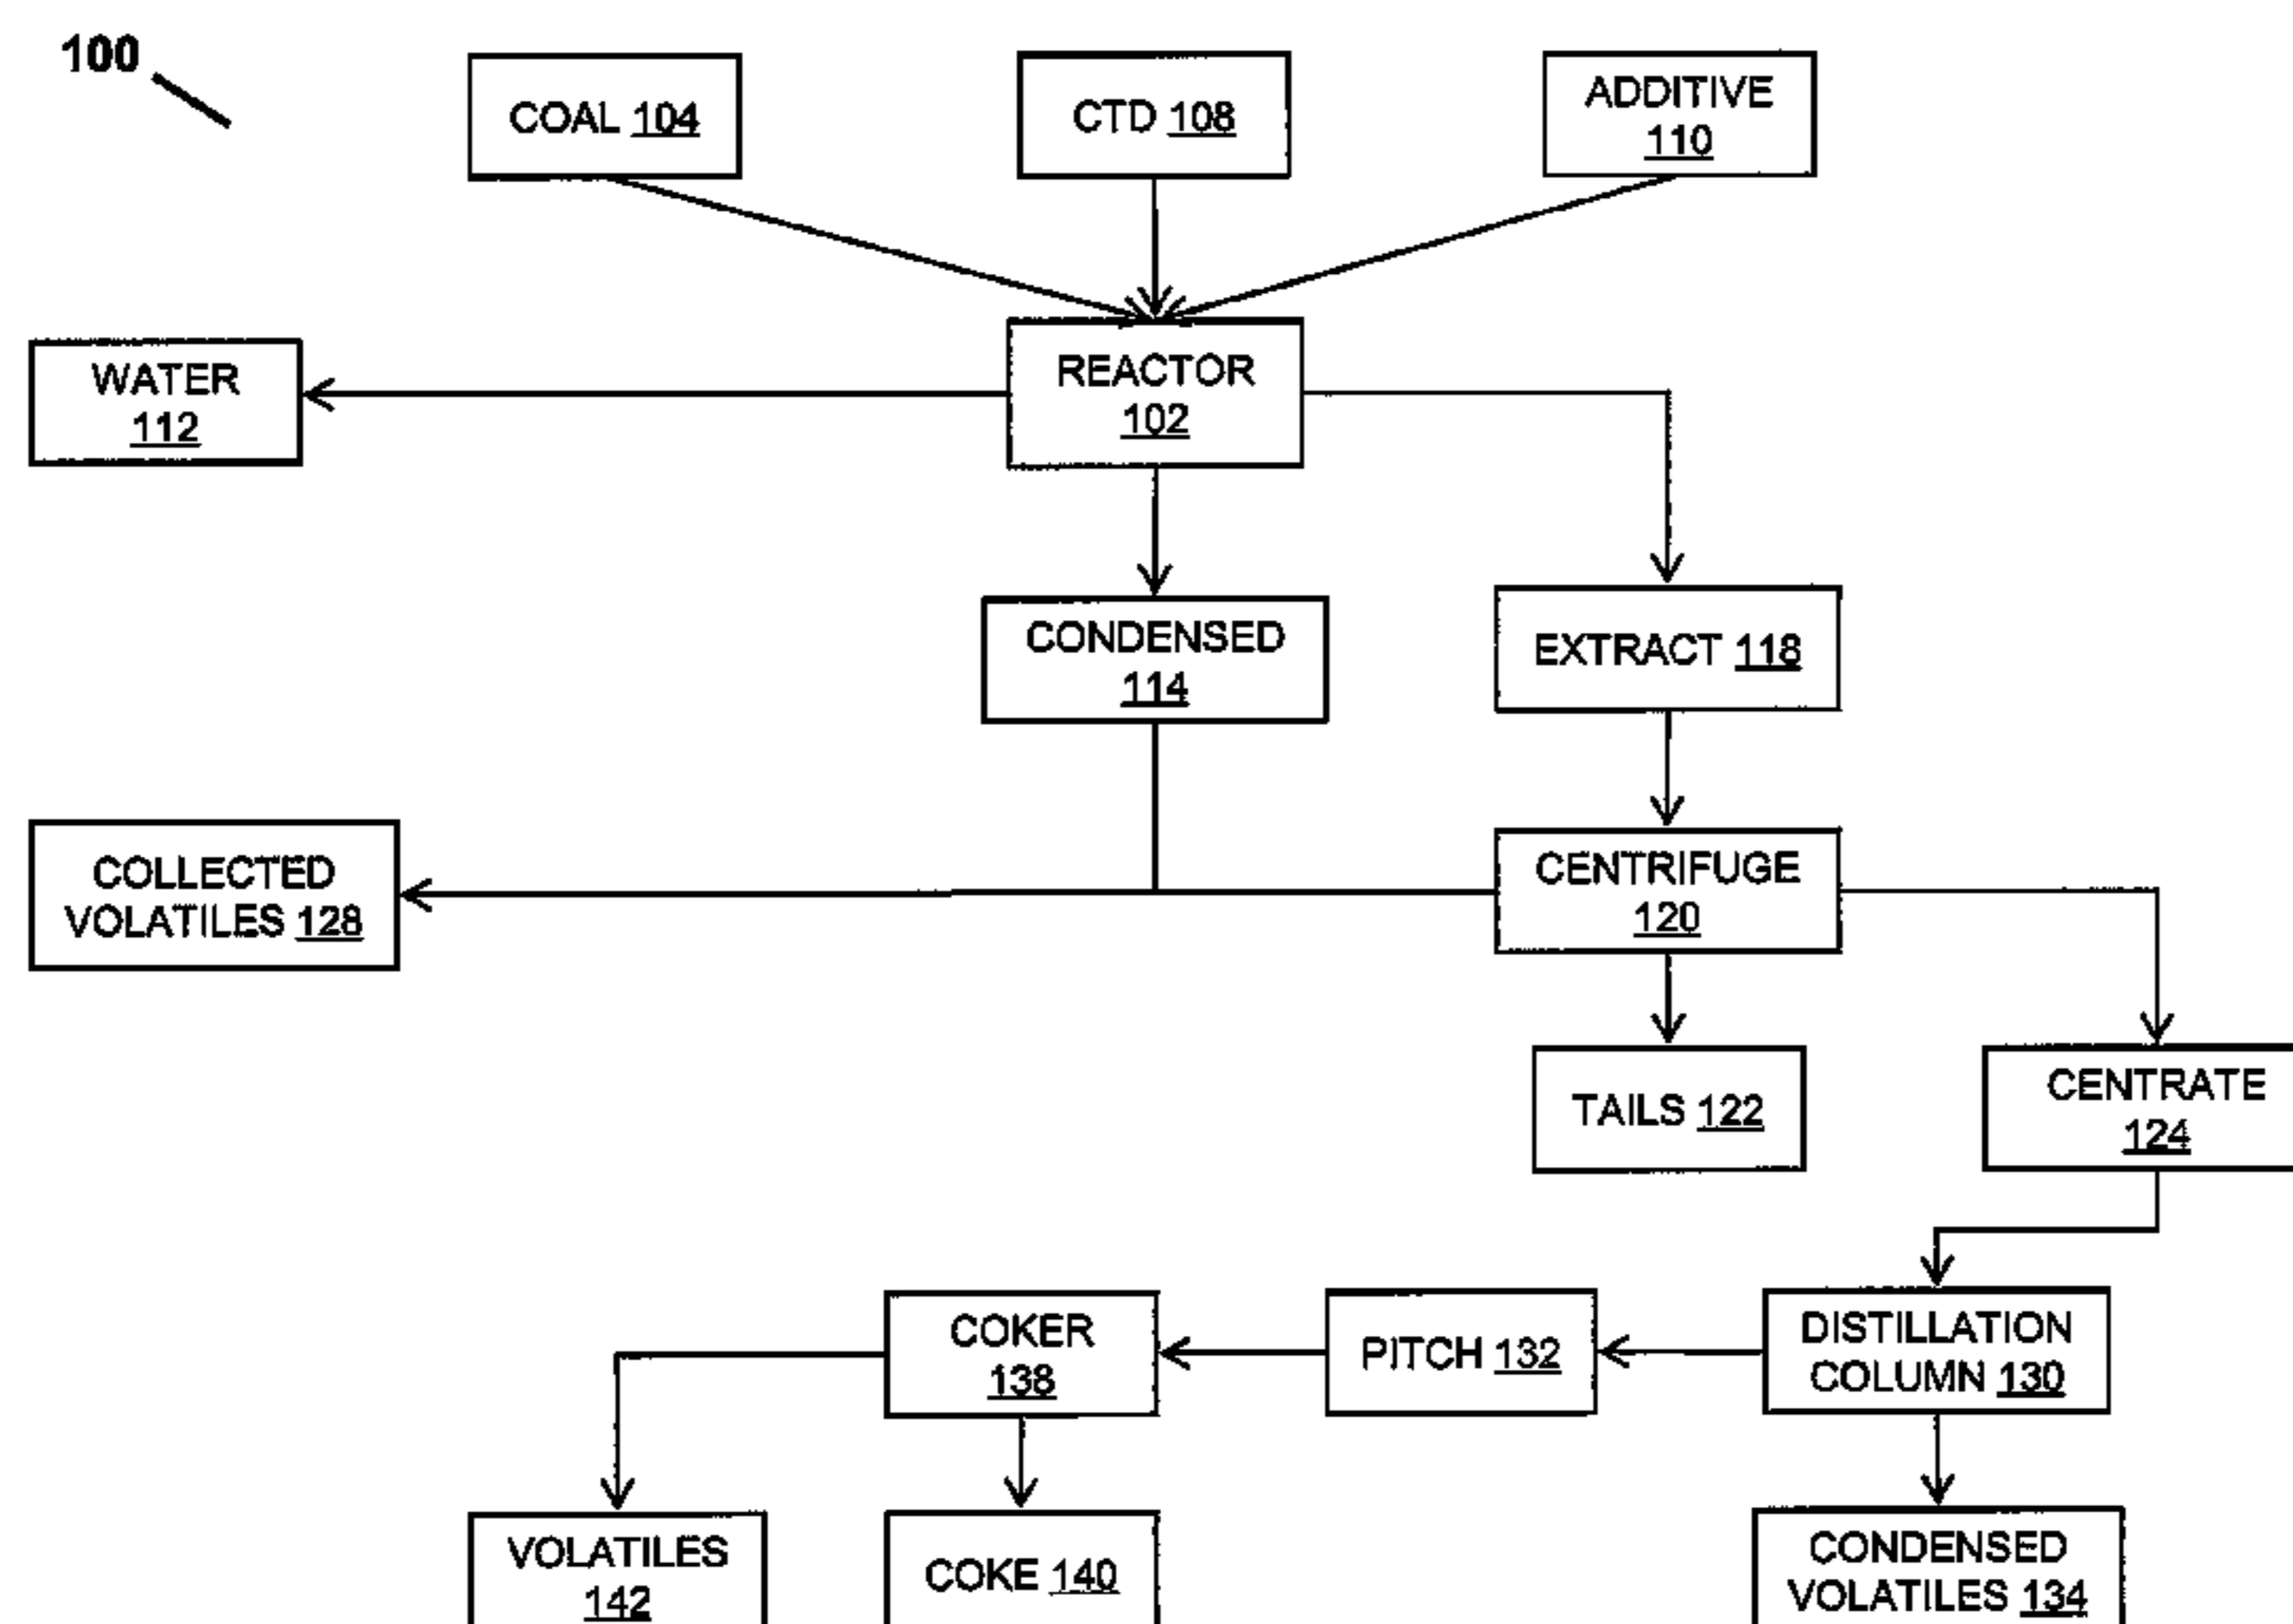 100
COAL 104
CTD 108
ADDITIVE
110
WATER
112
REACTOR
102
CONDENSED
114
EXTRACT 118
COLLECTED
VOLATILES 128
CENTRIFUGE
120
TAILS 122
CENTRATE
124
COKER
138
PITCH 132
DISTILLATION
COLUMN 130
VOLATILES
142
COKE 140
CONDENSED
VOLATILES 134